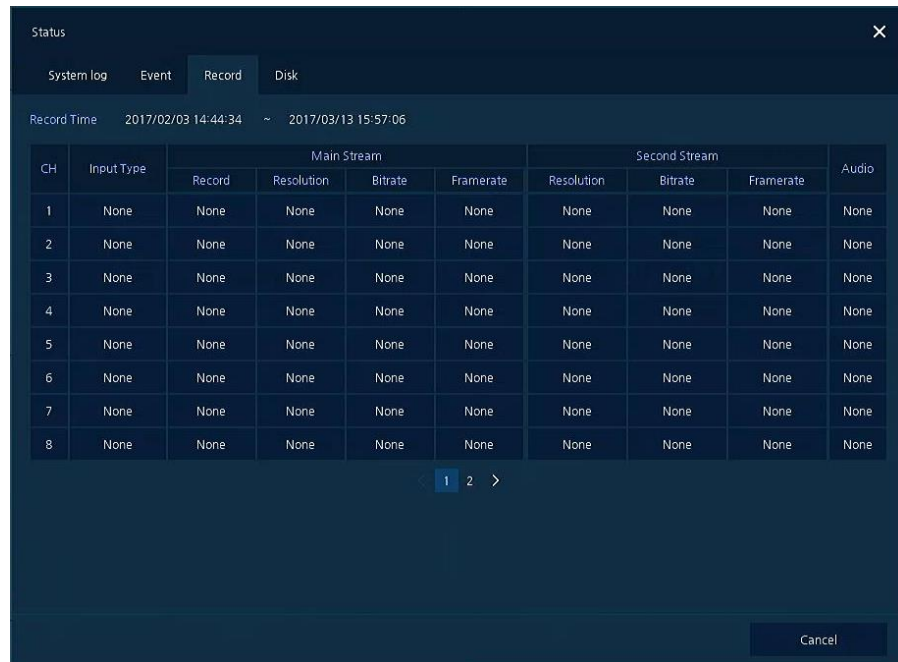 Status
System log Event Record Disk
Record Time 2017/02/03 14:44:34 ~ 2017/03/13 15:57:06
CH Input Type Main Stream Second Stream Audio
Record Resolution Bitrate Framerate Resolution Bitrate Framerate
1 None None None None None None None None None
2 None None None None None None None None None
3 None None None None None None None None None
4 None None None None None None None None None
5 None None None None None None None None None
6 None None None None None None None None None
7 None None None None None None None None None
8 None None None None None None None None None
1 2
Cancel